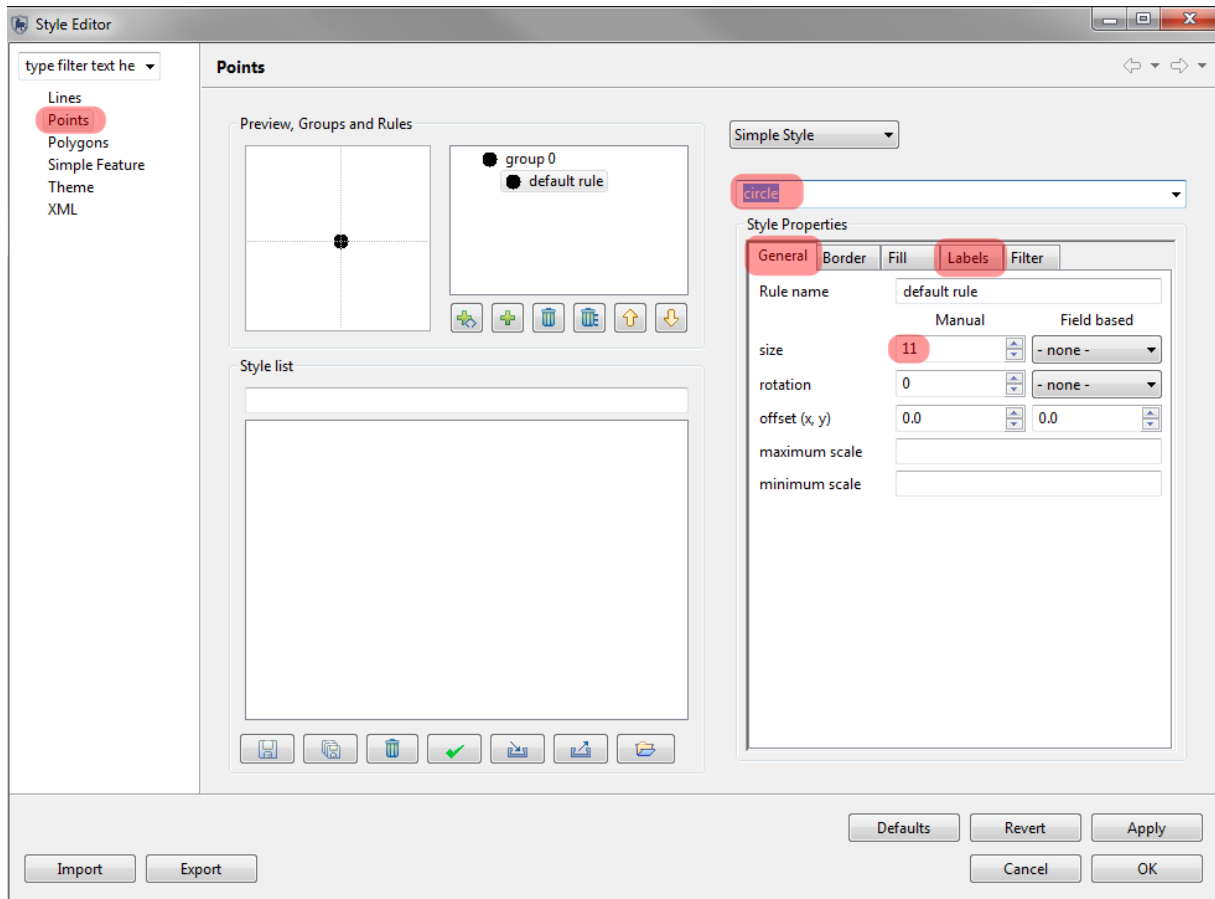 Style Editor
type filter text he
Lines
Points
Polygons
Simple Feature
Theme
XML
Points
Preview, Groups and Rules
group 0
default rule
Style list
Simple Style
circle
Style Properties
General Border Fill Labels Filter
Rule name default rule
Manual Field based
size 11 - none -
rotation 0 - none -
offset (x, y) 0.0 0.0
maximum scale
minimum scale
Defaults Revert Apply
Import Export Cancel OK